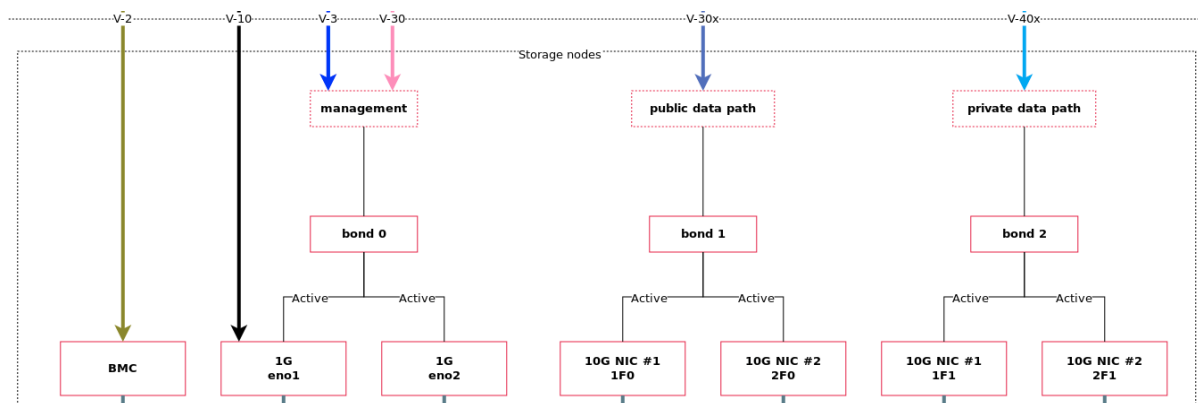 V-2
V-10
V-3
V-30
V-30x
V-40x
Storage nodes
management
public data path
private data path
bond 0
bond 1
bond 2
Active
Active
Active
Active
Active
Active
BMC
1G
eno1
1G
eno2
10G NIC #1
1F0
10G NIC #2
2F0
10G NIC #1
1F1
10G NIC #2
2F1